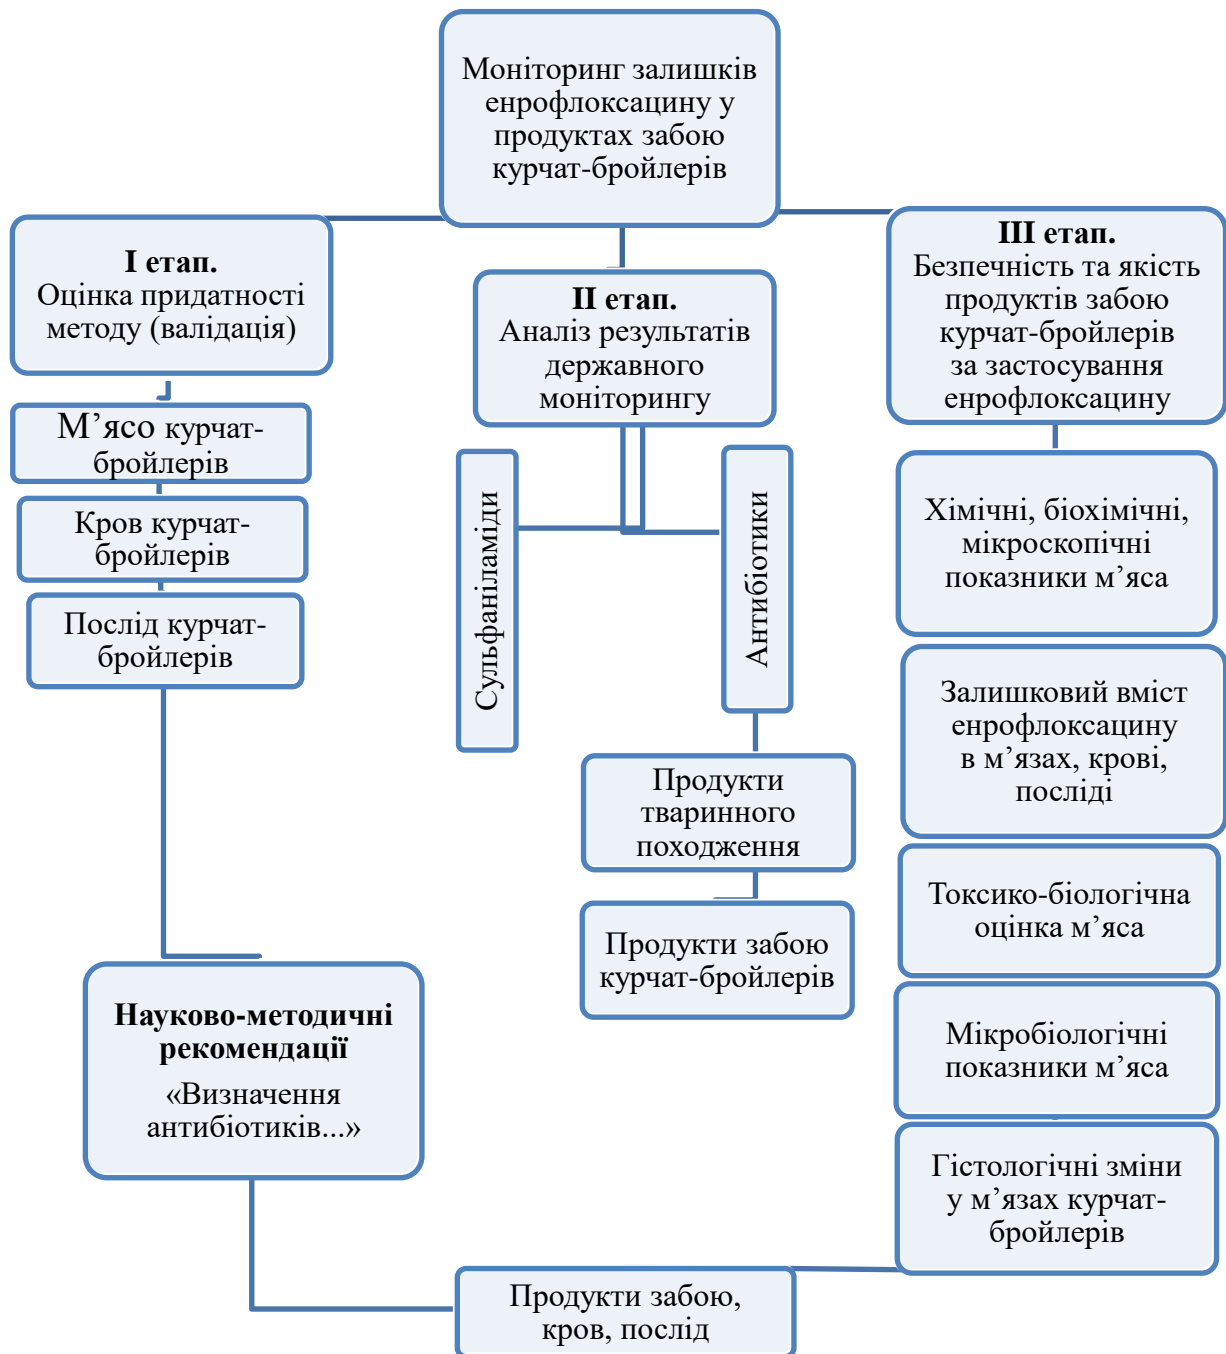 Моніторинг залишків
енрофлоксацину у
продуктах забою
курчат-бройлерів
І етап.
Оцінка придатності
методу (валідація)
М’ясо курчат-
бройлерів
Кров курчат-
бройлерів
Послід курчат-
бройлерів
Науково-методичні
рекомендації
«Визначення
антибіотиків...»
ІІ етап.
Аналіз результатів
державного
моніторингу
Сульфаніламіди
Антибіотики
Продукти
тваринного
походження
Продукти забою
курчат-бройлерів
ІІІ етап.
Безпечність та якість
продуктів забою
курчат-бройлерів
за застосування
енрофлоксацину
Хімічні, біохімічні,
мікроскопічні
показники м’яса
Залишковий вміст
енрофлоксацину
в м’язах, крові,
посліді
Токсико-біологічна
оцінка м’яса
Мікробіологічні
показники м’яса
Гістологічні зміни
у м’язах курчат-
бройлерів
Продукти забою,
кров, послід